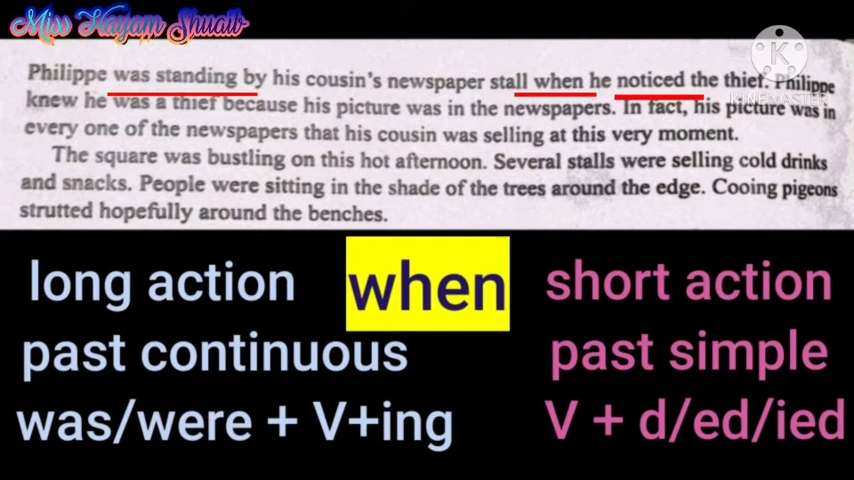 Miss Hayam Shuaib
KINEMASTER
Philippe was standing by his cousin's newspaper stall when he noticed the thief. Philippe
knew he was a thief because his picture was in the newspapers. In fact, his picture was in
every one of the newspapers that his cousin was selling at this very moment.
The square was bustling on this hot afternoon. Several stalls were selling cold drinks
and snacks. People were sitting in the shade of the trees around the edge. Cooing pigeons
strutted hopefully around the benches.
long action
when
short action
past continuous
past simple
was/were + V+ing
V + d/ed/ied